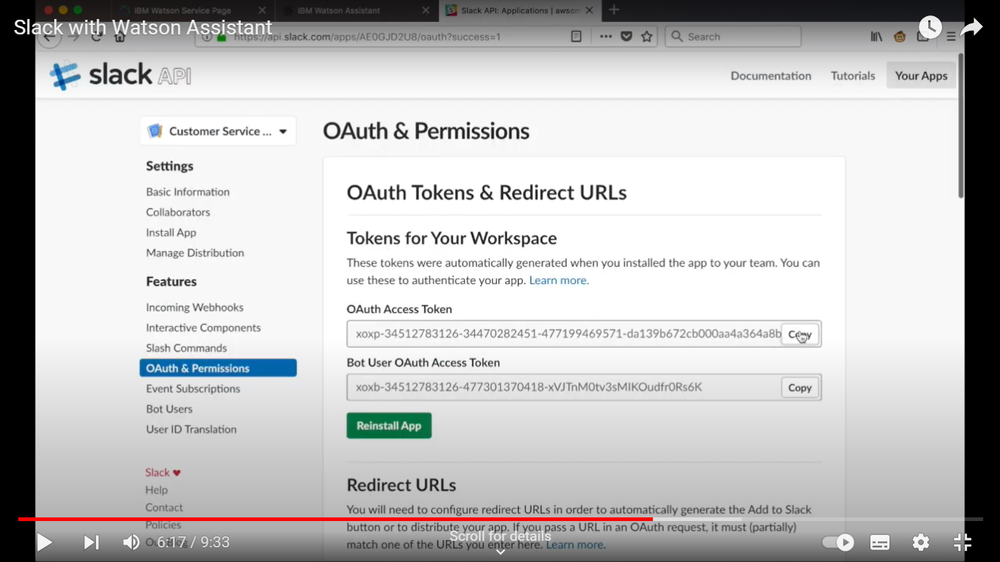 IBM Watson Service Page
IBM Watson Assistant
Slack API: Applications | awsom
Slack with Watson Assistant
https://api.slack.com/apps/AE0GJD2U8/oauth?success=1
Search
slack API
Documentation
Tutorials
Your Apps
Customer Service ...
Settings
Basic Information
Collaborators
Install App
Manage Distribution
Features
Incoming Webhooks
Interactive Components
Slash Commands
OAuth & Permissions
Event Subscriptions
Bot Users
User ID Translation
Slack ♥
Help
Contact
Policies
Our Blog
OAuth & Permissions
OAuth Tokens & Redirect URLs
Tokens for Your Workspace
These tokens were automatically generated when you installed the app to your team. You can
use these to authenticate your app. Learn more.
OAuth Access Token
xoxp-34512783126-34470282451-477199469571-da139b672cb000aa4a364a8b
Copy
Bot User OAuth Access Token
xoxb-34512783126-477301370418-xVJTnM0tv3sMIKOudfr0Rs6K
Copy
Reinstall App
Redirect URLs
You will need to configure redirect URLs in order to automatically generate the Add to Slack
button or to distribute your app. If you pass a URL in an OAuth request, it must (partially)
match one of the URLs you enter here. Learn more.
Scroll for details
6:17 / 9:33